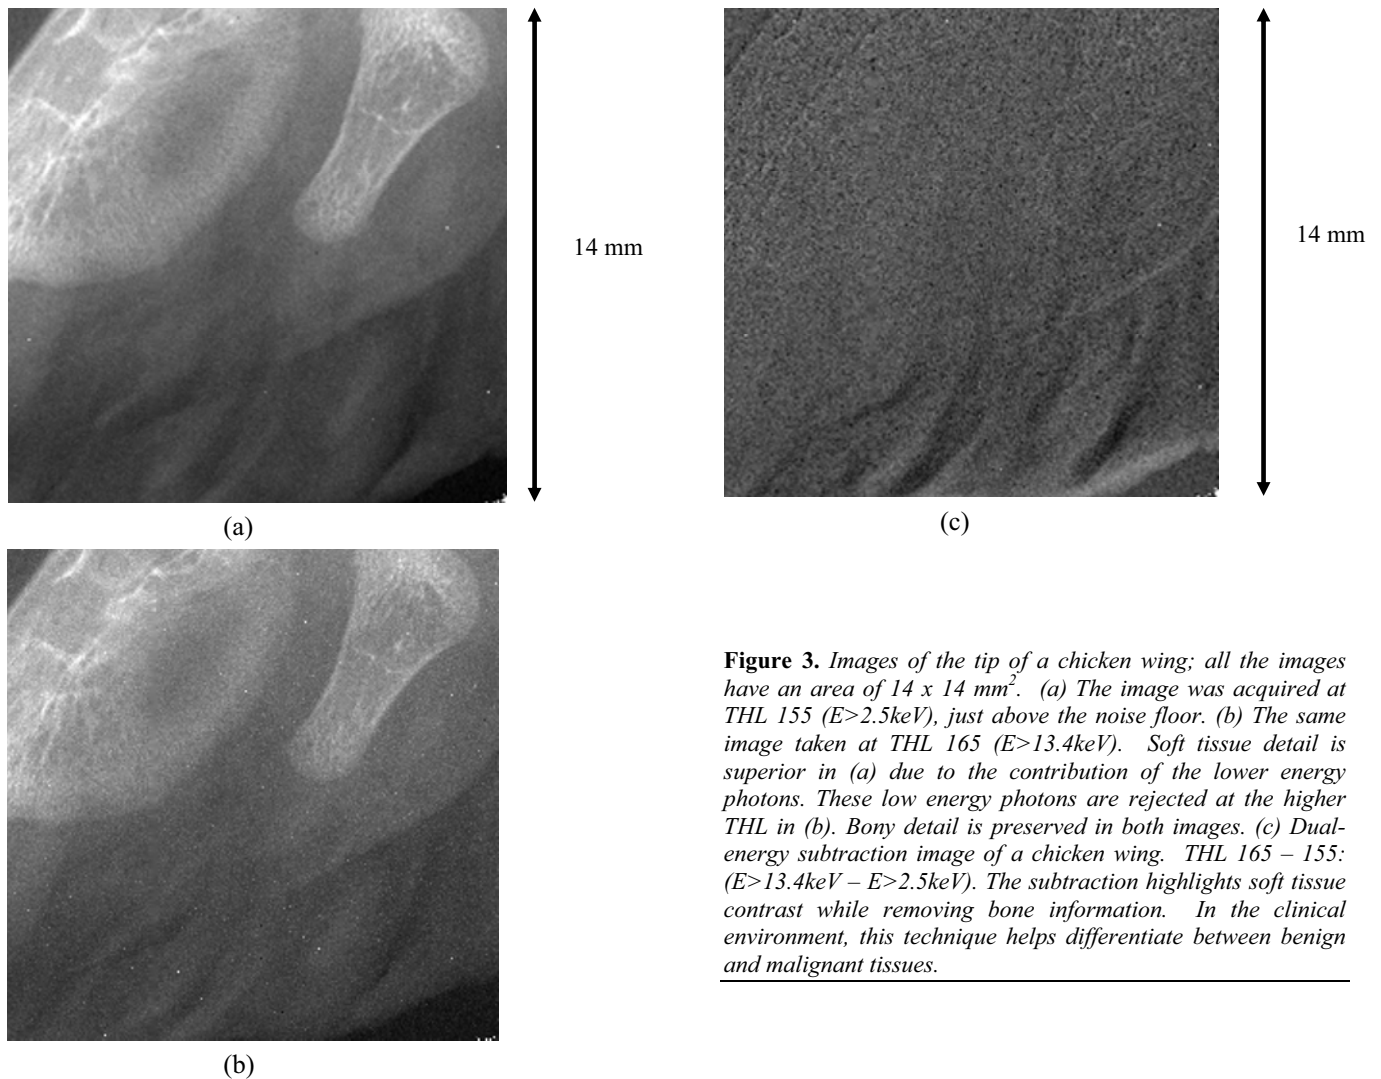 14 mm
14 mm
(a)
(c)
Figure 3. Images of the tip of a chicken wing; all the images
have an area of 14 x 14 mm². (a) The image was acquired at
THL 155 (E>2.5keV), just above the noise floor. (b) The same
image taken at THL 165 (E>13.4keV). Soft tissue detail is
superior in (a) due to the contribution of the lower energy
photons. These low energy photons are rejected at the higher
THL in (b). Bony detail is preserved in both images. (c) Dual-
energy subtraction image of a chicken wing. THL 165 – 155:
(E>13.4keV – E>2.5keV). The subtraction highlights soft tissue
contrast while removing bone information. In the clinical
environment, this technique helps differentiate between benign
and malignant tissues.
(b)